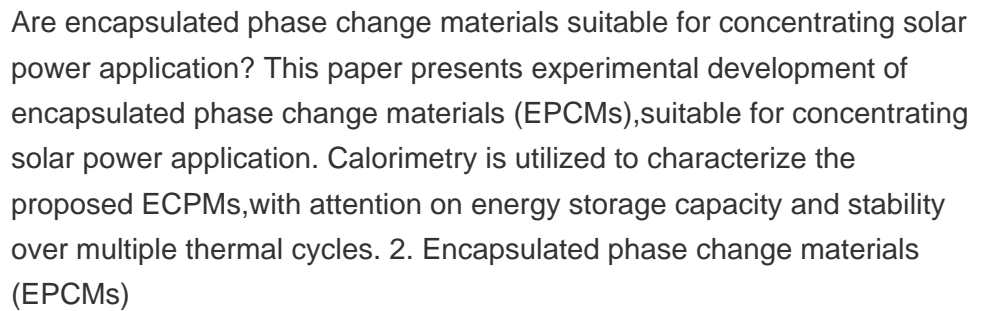 Are encapsulated phase change materials suitable for concentrating solar
power application? This paper presents experimental development of
encapsulated phase change materials (EPCMs),suitable for concentrating
solar power application. Calorimetry is utilized to characterize the
proposed ECPMs,with attention on energy storage capacity and stability
over multiple thermal cycles. 2. Encapsulated phase change materials
(EPCMs)